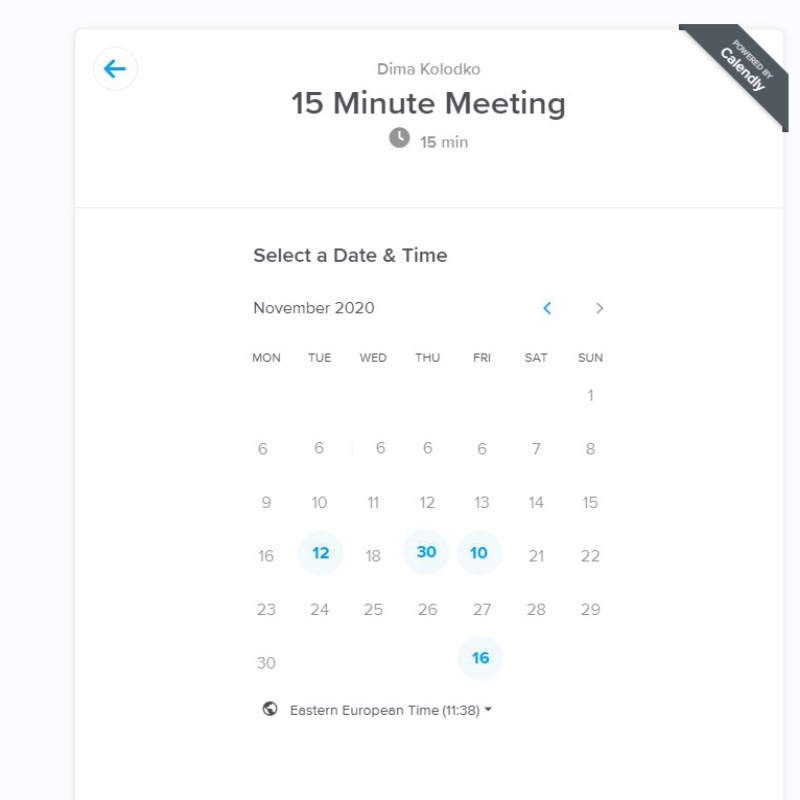 POWERED BY
Calendly
Dima Kolodko
15 Minute Meeting
15 min
Select a Date & Time
November 2020
MON TUE WED THU FRI SAT SUN
1
6 6 6 6 6 7 8
9 10 11 12 13 14 15
16 12 18 30 10 21 22
23 24 25 26 27 28 29
30 16
Eastern European Time (11:38)